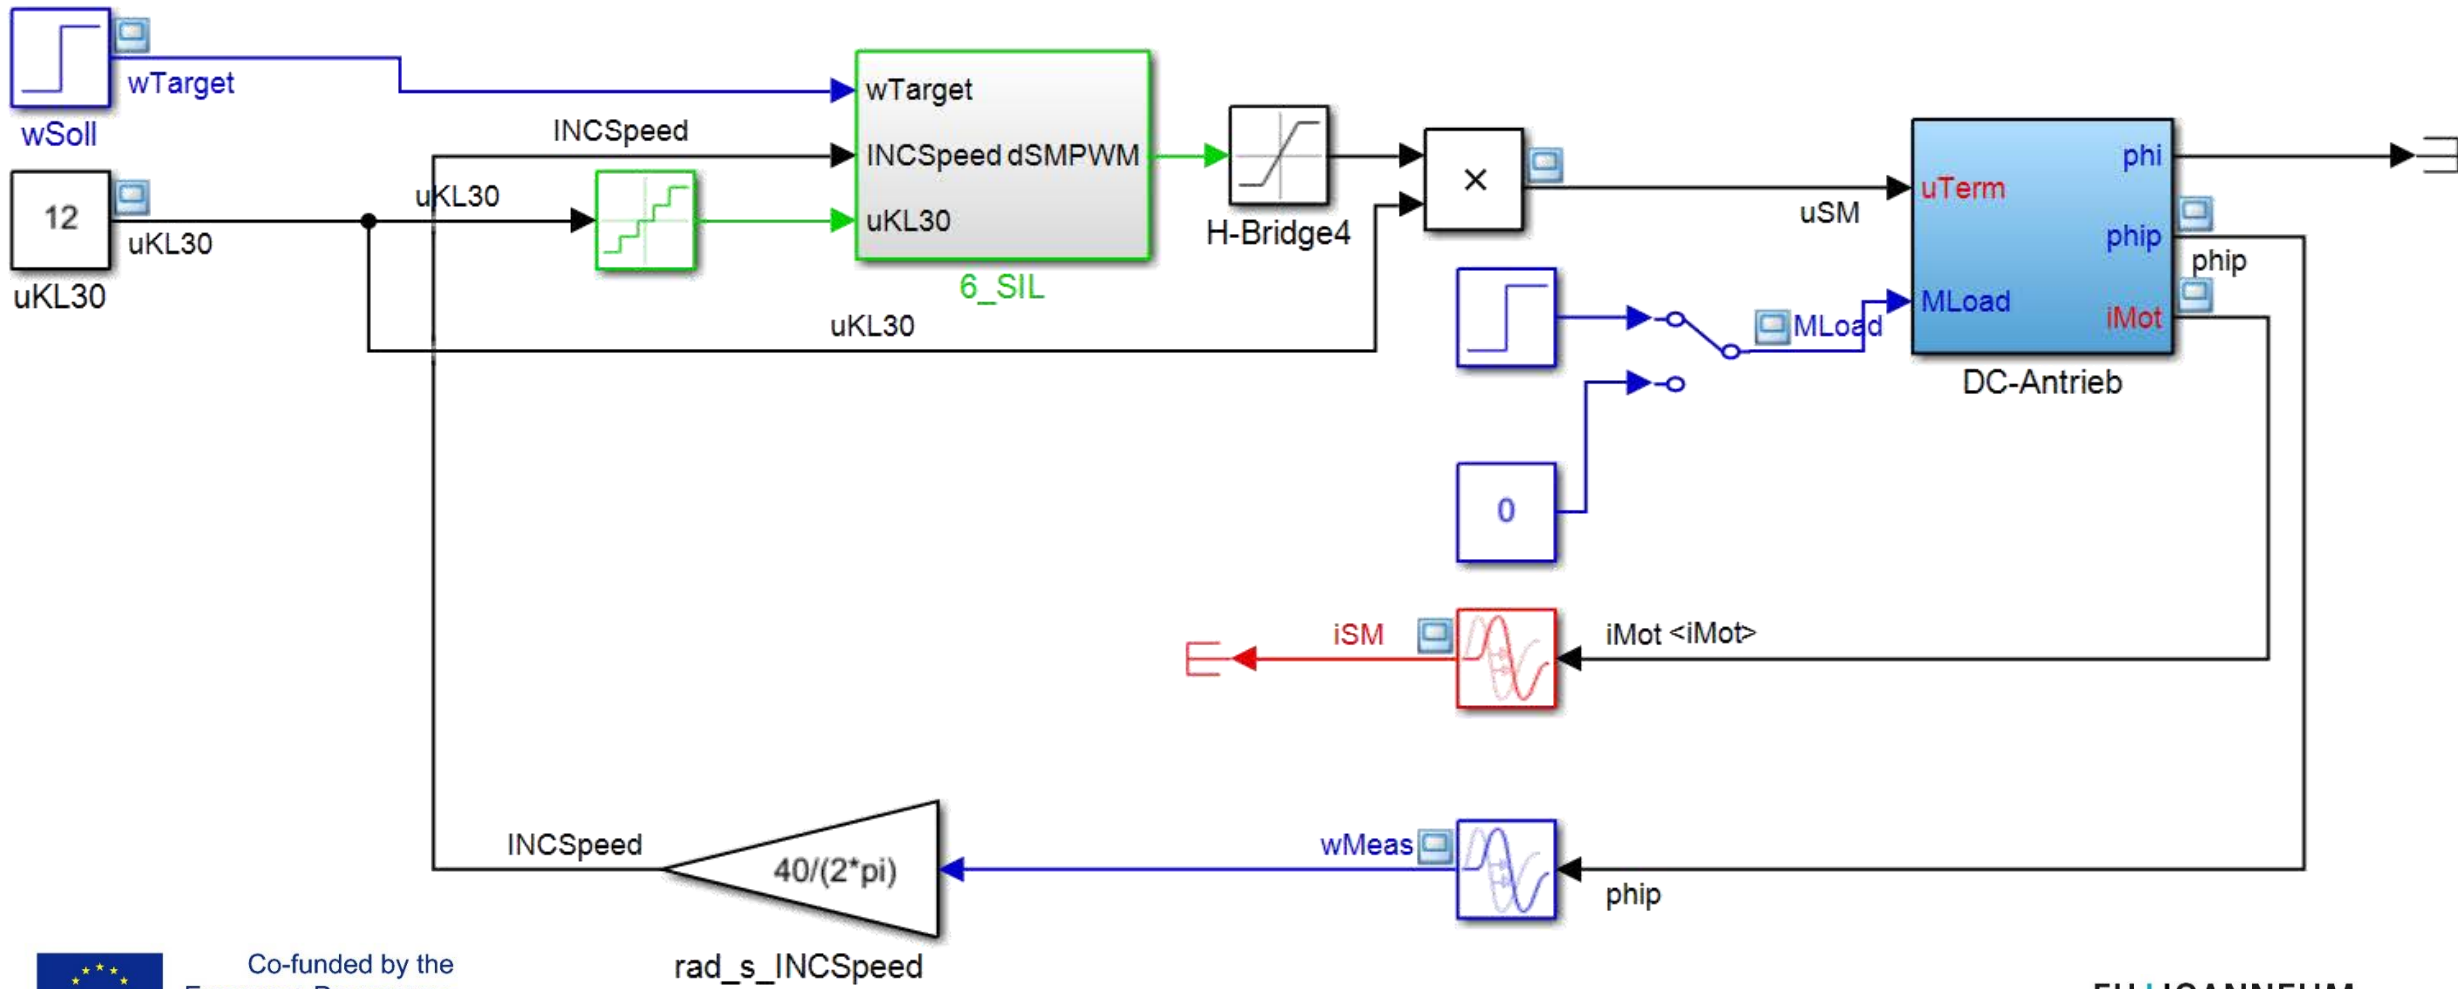 wTarget
wSoll
12
uKL30
uKL30
INCSpeed
uKL30
uKL30
wTarget
INCSpeed dSMPWM
uKL30
6_SIL
H-Bridge4
×
uSM
uTerm
MLoad
phi
phip
iMot
DC-Antrieb
phip
MLoad
0
iSM
iMot <iMot>
INCSpeed
40/(2*pi)
rad_s_INCSpeed
wMeas
phip
Co-funded by the